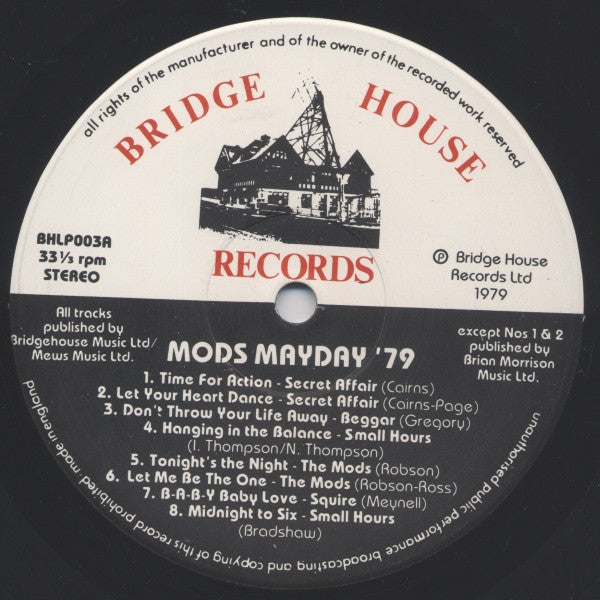 all rights of the manufacturer and of the owner of the recorded work reserved
BRIDGE HOUSE
RECORDS
BHLP003A
33⅓ rpm
STEREO
℗ Bridge House
Records Ltd
1979
All tracks
published by
Bridgehouse Music Ltd/
Mews Music Ltd.
except Nos 1 & 2
published by
Brian Morrison
Music Ltd.
MODS MAYDAY '79
1. Time For Action - Secret Affair (Cairns)
2. Let Your Heart Dance - Secret Affair (Cairns-Page)
3. Don't Throw Your Life Away - Beggar (Gregory)
4. Hanging in the Balance - Small Hours
(I. Thompson/N. Thompson)
5. Tonight's the Night - The Mods (Robson)
6. Let Me Be The One - The Mods (Robson-Ross)
7. B-A-B-Y Baby Love - Squire (Meynell)
8. Midnight to Six - Small Hours
(Bradshaw)
unauthorised public performance broadcasting and copying of this record prohibited. made in england